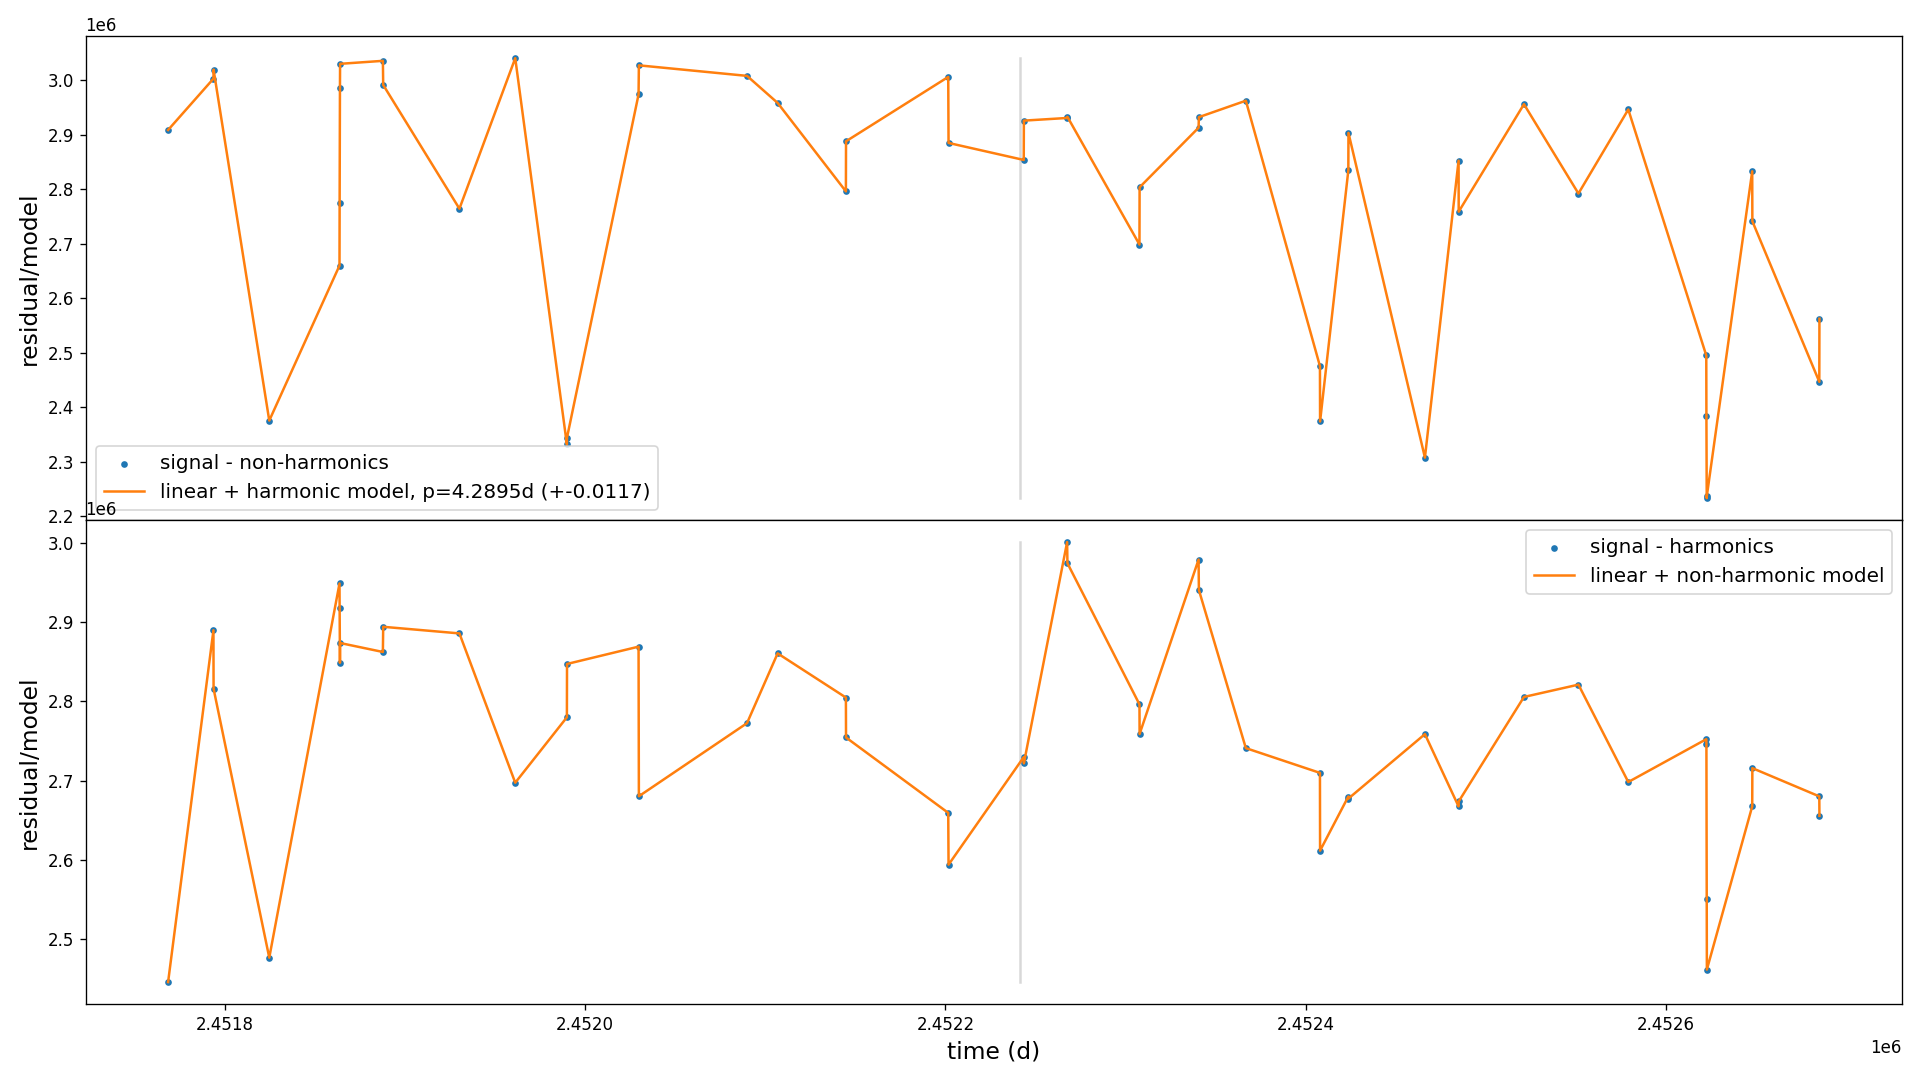 1e6
3.0
2.9
2.8
2.7
2.6
2.5
2.4
2.3
2.2
residual/model
signal - non-harmonics
linear + harmonic model, p=4.2895d (+-0.0117)
1e6
3.0
2.9
2.8
2.7
2.6
2.5
residual/model
signal - harmonics
linear + non-harmonic model
2.4518
2.4520
2.4522
2.4524
2.4526
time (d)
1e6